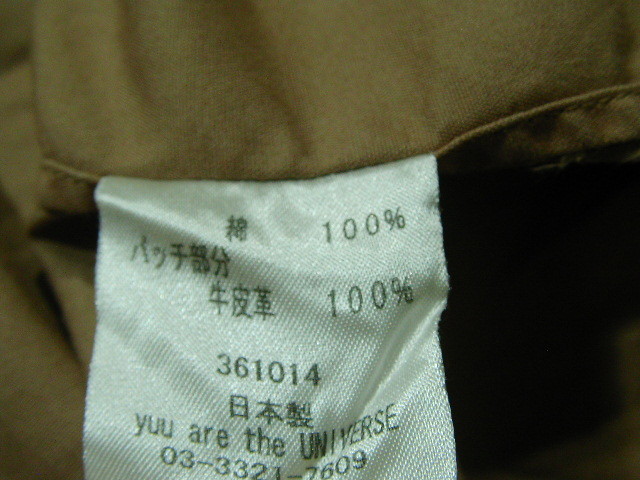 綿 100%
パッチ部分
牛皮革 100%
361014
日本製
yuu are the UNIVERSE
03-3321-7609